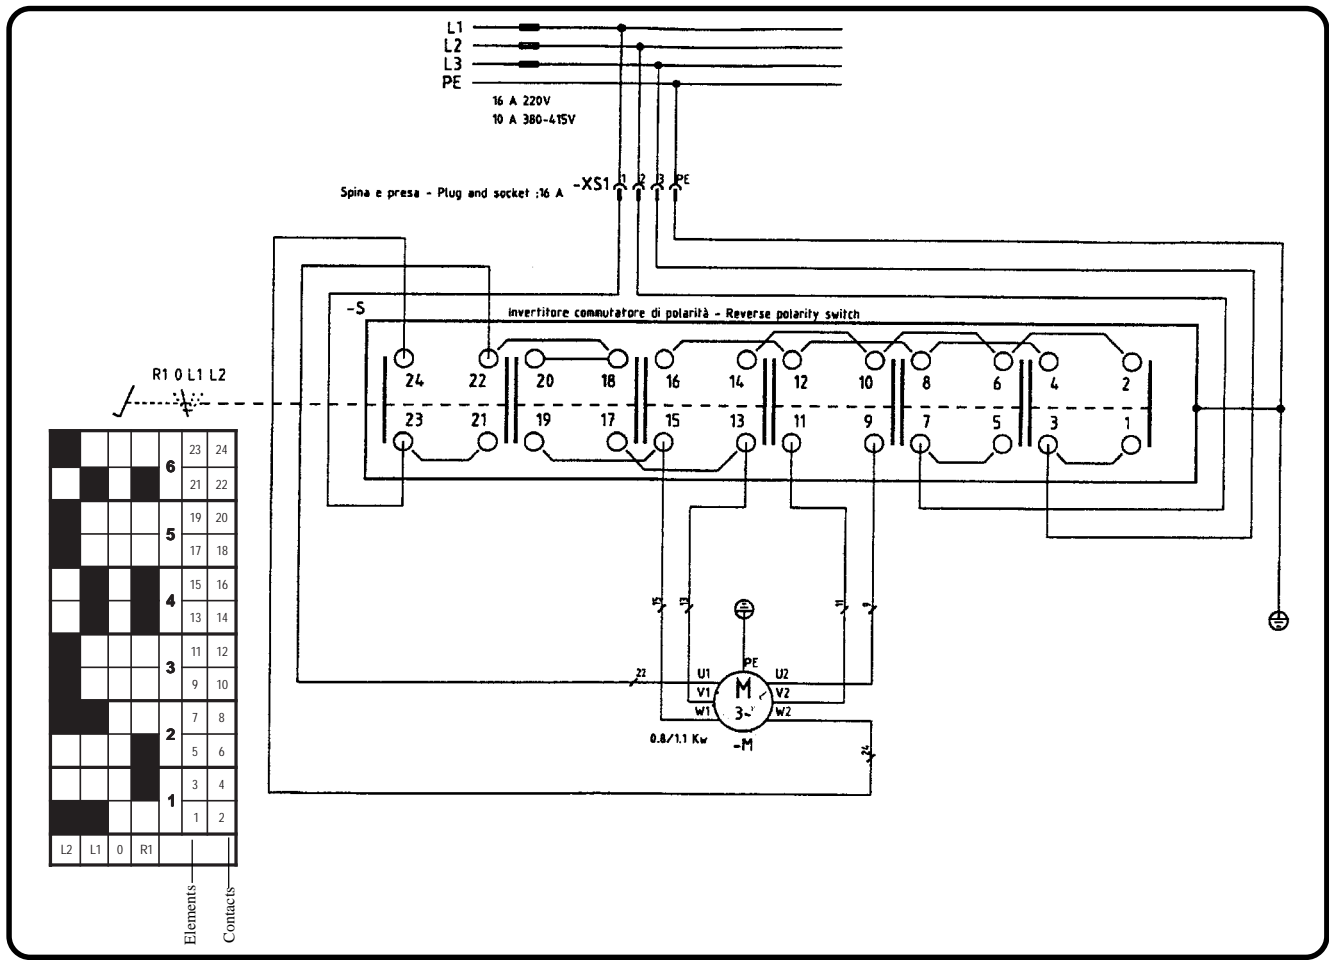 L1
L2
L3
PE
16 A 220V
10 A 380-415V
Spina e presa - Plug and socket :16 A
-XS1 1 2 3 PE
-S
Invertitore commutatore di polarità - Reverse polarity switch
24 22 20 18 16 14 12 10 8 6 4 2
23 21 19 17 15 13 11 9 7 5 3 1
R1 0 L1 L2
6 23 24
21 22
5 19 20
17 18
4 15 16
13 14
3 11 12
9 10
2 7 8
5 6
1 3 4
1 2
L2 L1 0 R1
Elements
Contacts
15
13
11
9
22
24
PE
U1 U2
V1 M V2
W1 3~ W2
0.8/1.1 Kw
-M